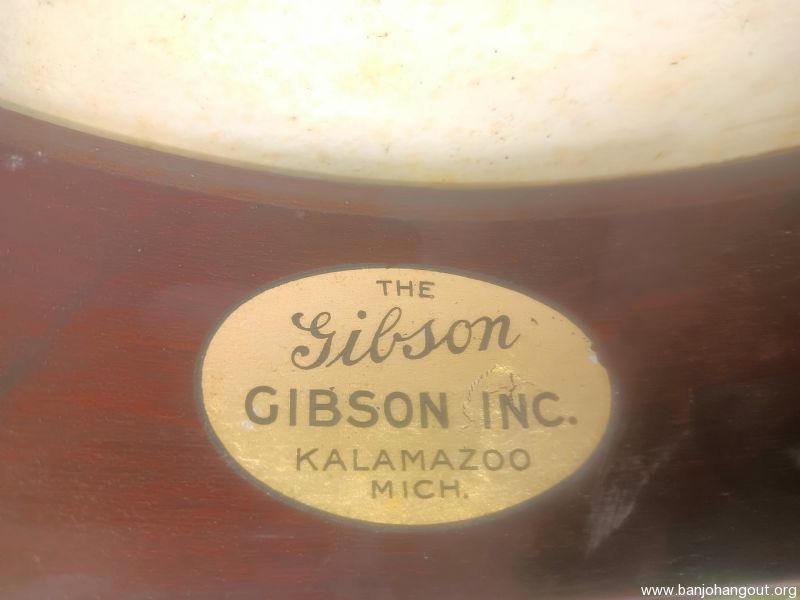 THE
Gibson
GIBSON INC.
KALAMAZOO
MICH.
www.banjohangout.org